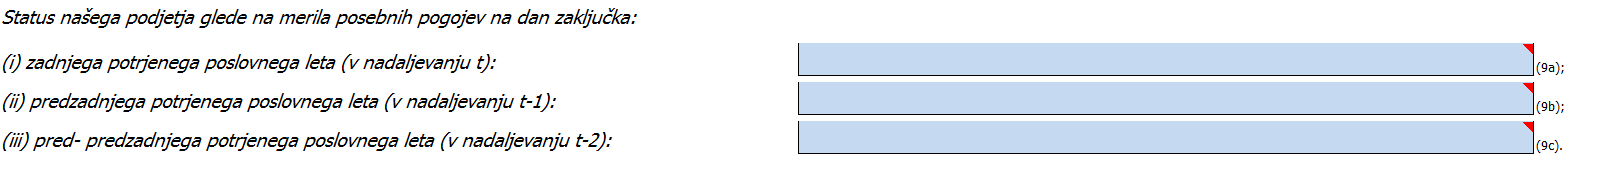 Status našega podjetja glede na merila posebnih pogojev na dan zaključka:
(i) zadnjega potrjenega poslovnega leta (v nadaljevanju t): (9a);
(ii) predzadnjega potrjenega poslovnega leta (v nadaljevanju t-1): (9b);
(iii) pred- predzadnjega potrjenega poslovnega leta (v nadaljevanju t-2): (9c).